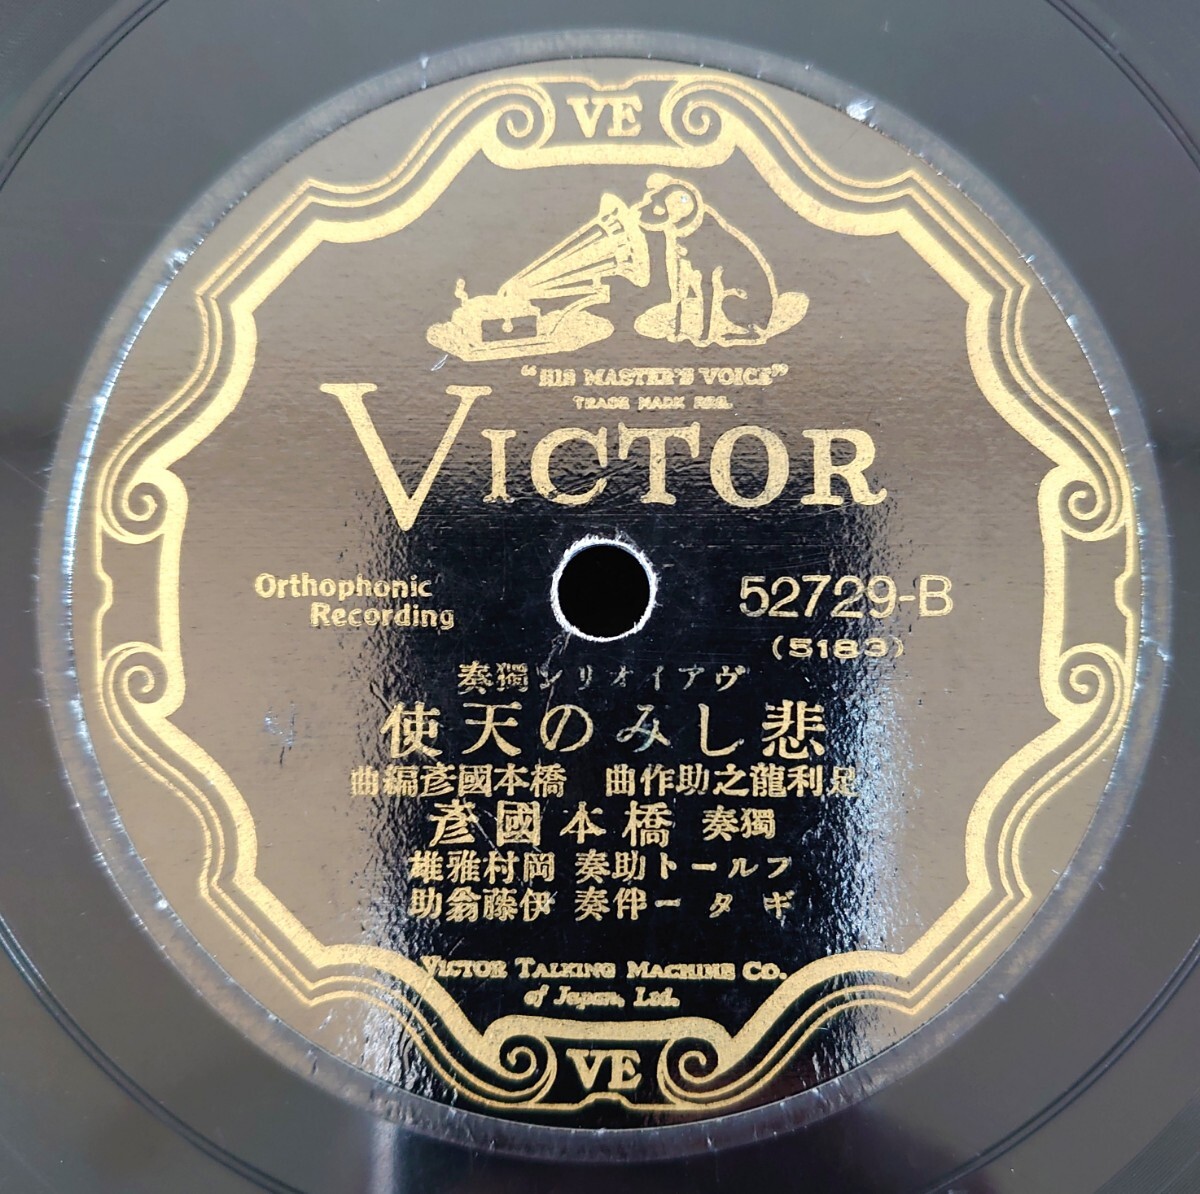 VE
"HIS MASTER'S VOICE"
TRADE MARK REG.
VICTOR
Orthophonic
Recording
52729-B
(5183)
ヴアイオリン獨奏
悲しみの天使
足利龍之助作曲 橋本國彦編曲
獨奏 橋本國彦
フルート助奏 岡村雅雄
ギター伴奏 伊藤翁助
VICTOR TALKING MACHINE CO.
of Japan, Ltd.
VE